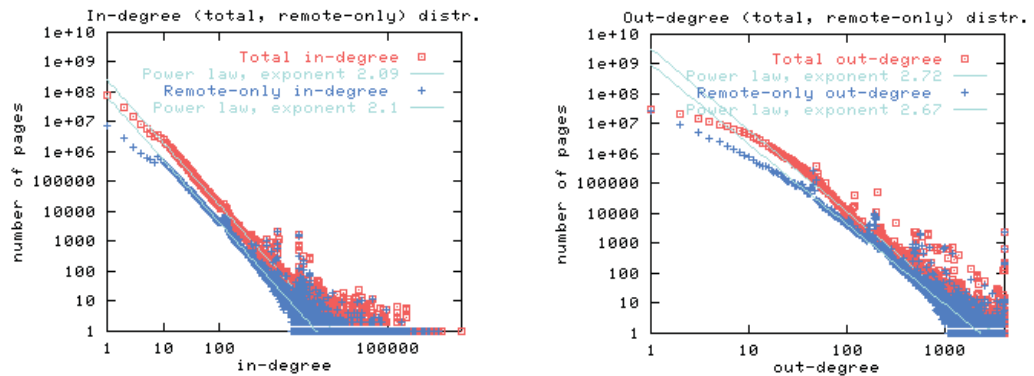 In-degree (total, remote-only) distr.
1e+10
1e+09
1e+08
1e+07
1e+06
100000
10000
1000
100
10
1
number of pages
Total in-degree
Power law, exponent 2.09
Remote-only in-degree
Power law, exponent 2.1
1 10 100 100000
in-degree
Out-degree (total, remote-only) distr.
1e+10
1e+09
1e+08
1e+07
1e+06
100000
10000
1000
100
10
1
number of pages
Total out-degree
Power law, exponent 2.72
Remote-only out-degree
Power law, exponent 2.67
1 10 100 1000
out-degree